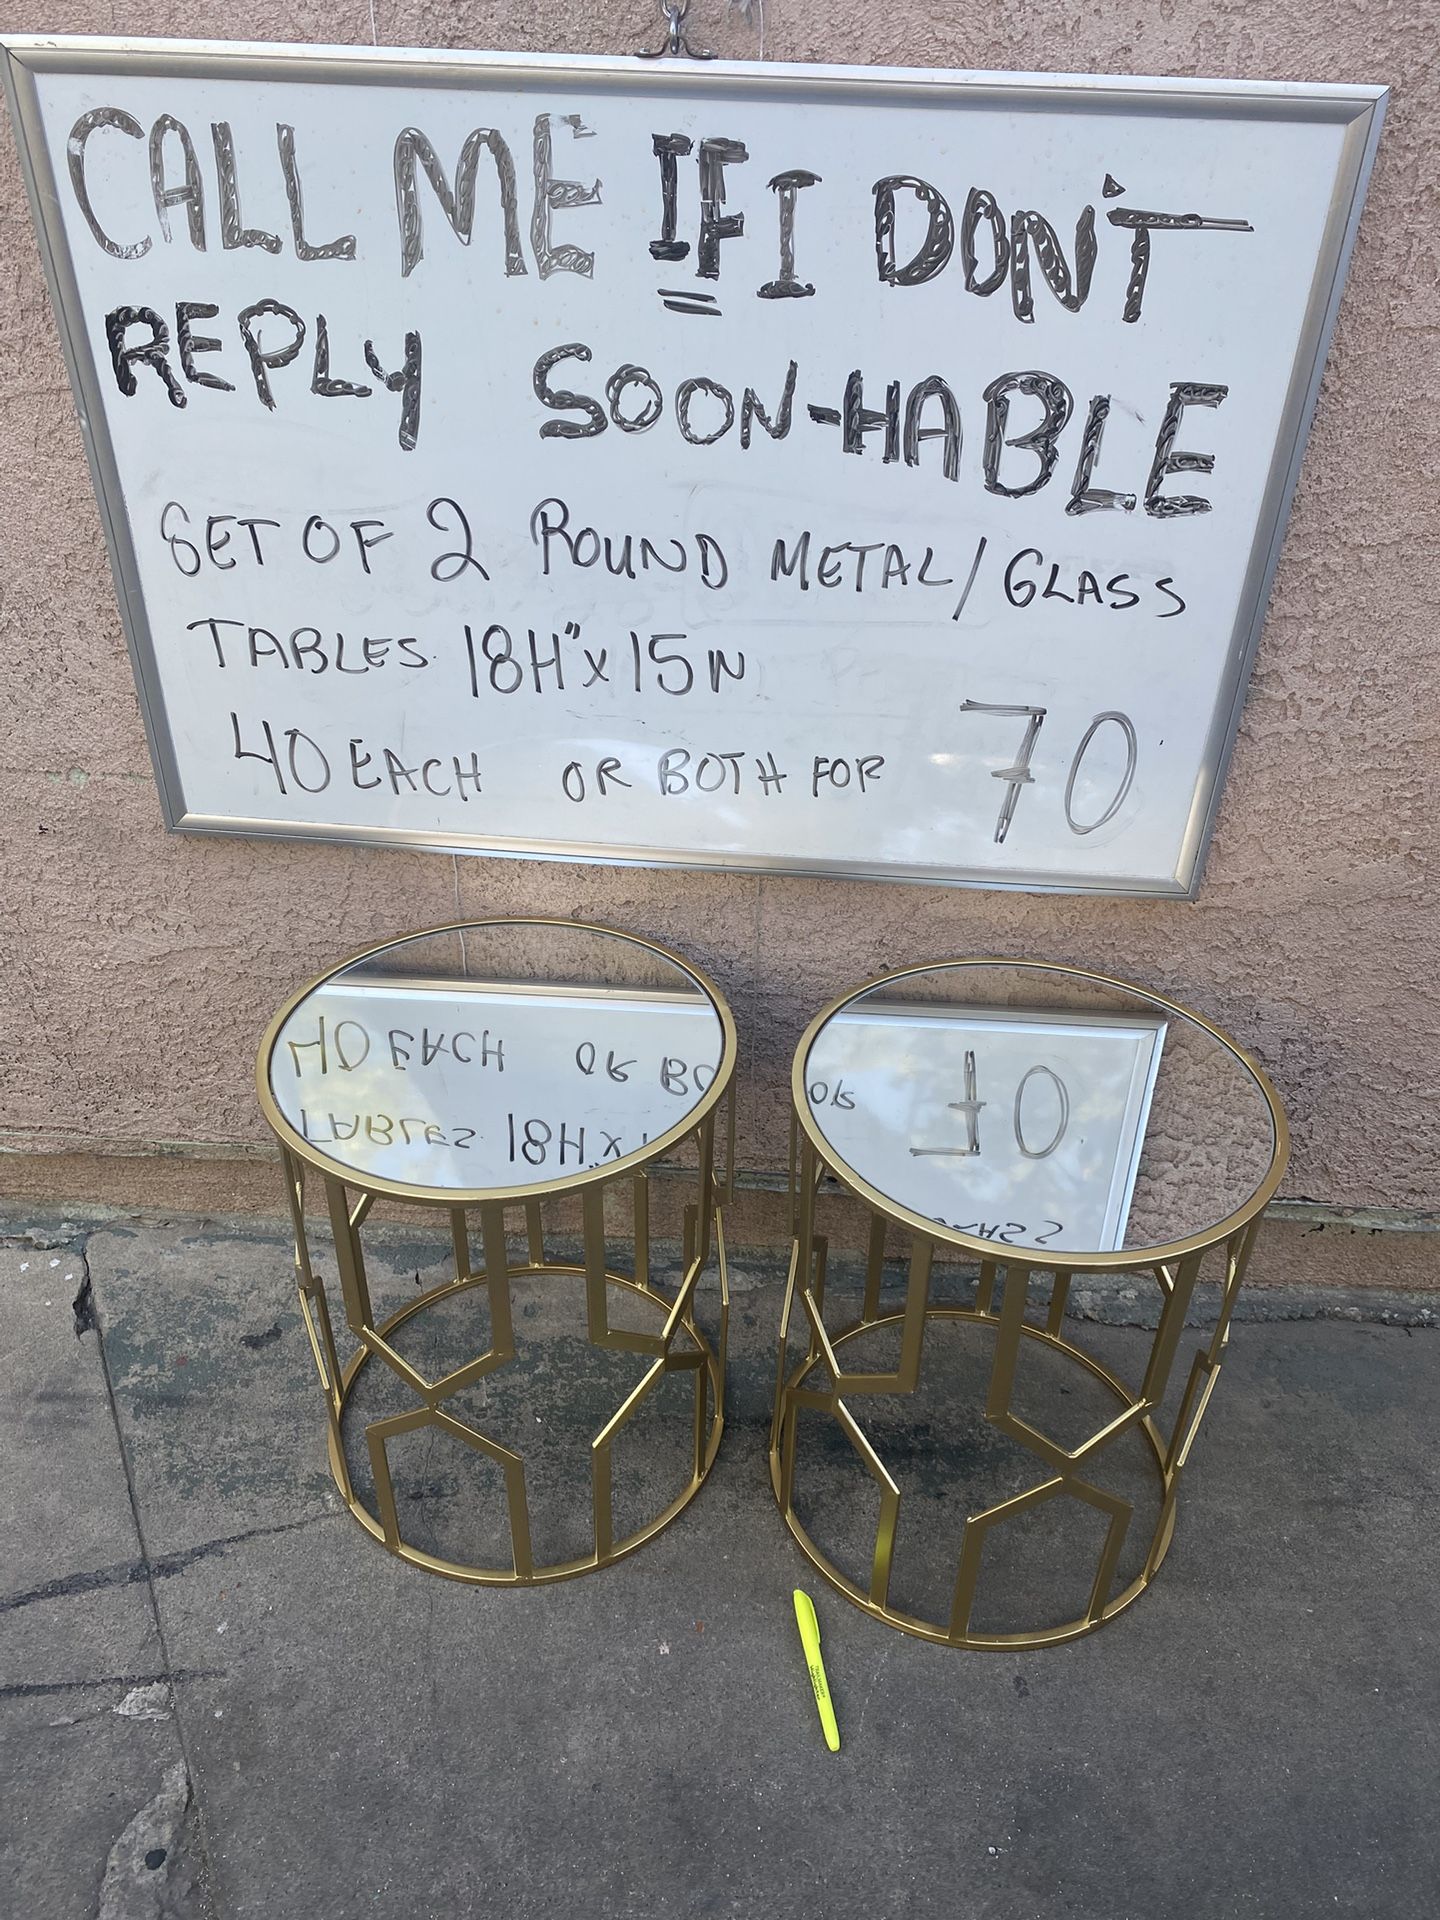 CALL ME IF I DON'T
REPLY SOON-HABLE
SET OF 2 ROUND METAL/GLASS
TABLES 18H"X15IN
40 EACH OR BOTH FOR 70